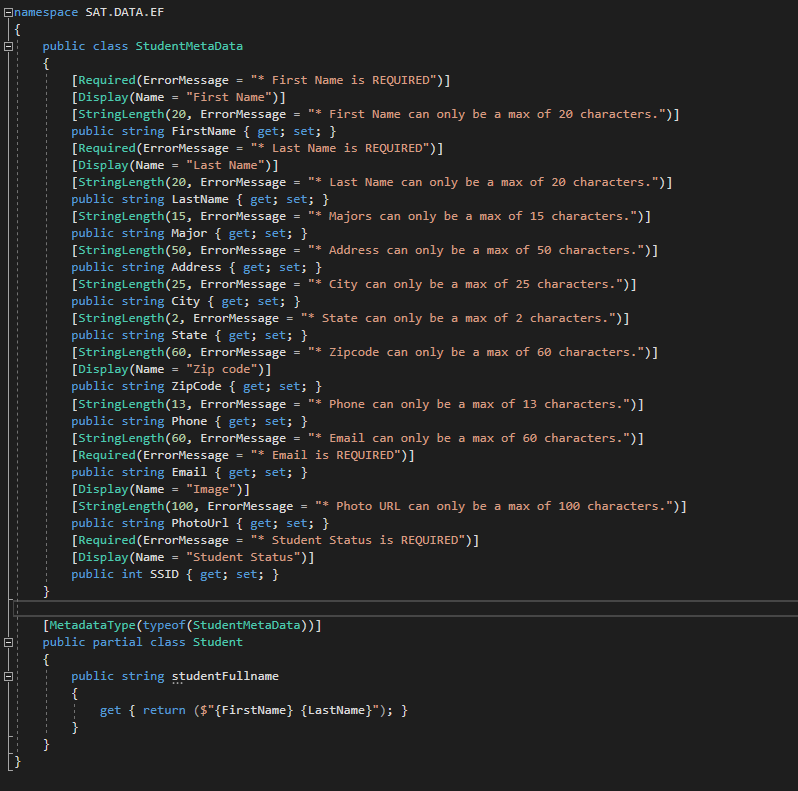 namespace SAT.DATA.EF
{
    public class StudentMetaData
    {
        [Required(ErrorMessage = "* First Name is REQUIRED")]
        [Display(Name = "First Name")]
        [StringLength(20, ErrorMessage = "* First Name can only be a max of 20 characters.")]
        public string FirstName { get; set; }
        [Required(ErrorMessage = "* Last Name is REQUIRED")]
        [Display(Name = "Last Name")]
        [StringLength(20, ErrorMessage = "* Last Name can only be a max of 20 characters.")]
        public string LastName { get; set; }
        [StringLength(15, ErrorMessage = "* Majors can only be a max of 15 characters.")]
        public string Major { get; set; }
        [StringLength(50, ErrorMessage = "* Address can only be a max of 50 characters.")]
        public string Address { get; set; }
        [StringLength(25, ErrorMessage = "* City can only be a max of 25 characters.")]
        public string City { get; set; }
        [StringLength(2, ErrorMessage = "* State can only be a max of 2 characters.")]
        public string State { get; set; }
        [StringLength(60, ErrorMessage = "* Zipcode can only be a max of 60 characters.")]
        [Display(Name = "Zip code")]
        public string ZipCode { get; set; }
        [StringLength(13, ErrorMessage = "* Phone can only be a max of 13 characters.")]
        public string Phone { get; set; }
        [StringLength(60, ErrorMessage = "* Email can only be a max of 60 characters.")]
        [Required(ErrorMessage = "* Email is REQUIRED")]
        public string Email { get; set; }
        [Display(Name = "Image")]
        [StringLength(100, ErrorMessage = "* Photo URL can only be a max of 100 characters.")]
        public string PhotoUrl { get; set; }
        [Required(ErrorMessage = "* Student Status is REQUIRED")]
        [Display(Name = "Student Status")]
        public int SSID { get; set; }
    }

    [MetadataType(typeof(StudentMetaData))]
    public partial class Student
    {
        public string studentFullname
        {
            get { return ($"{FirstName} {LastName}"); }
        }
    }
}